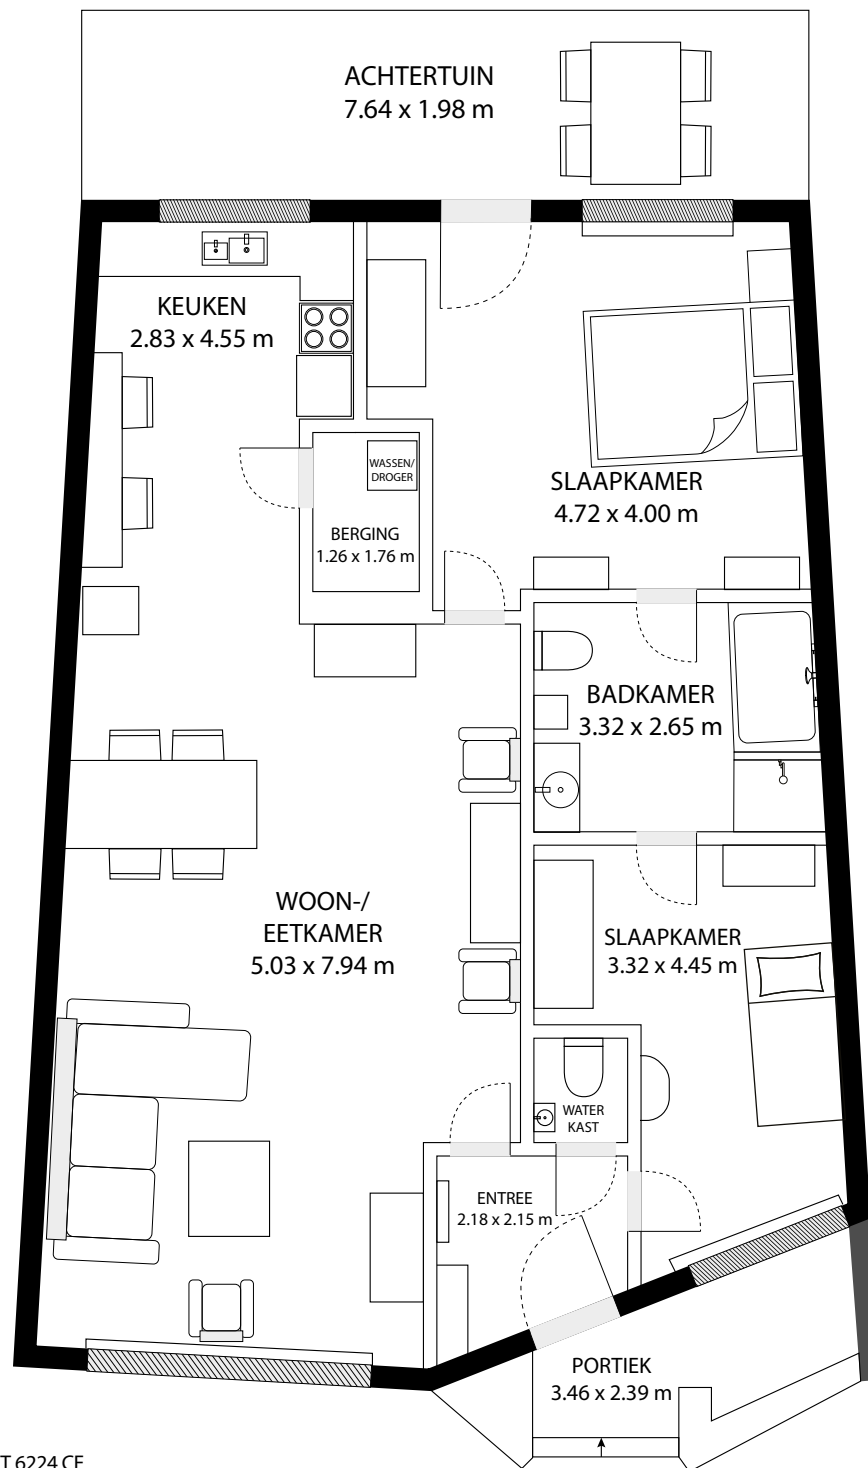 ACHTERTUIN
7.64 x 1.98 m
KEUKEN
2.83 x 4.55 m
WASSEN/
DROGER
BERGING
1.26 x 1.76 m
SLAAPKAMER
4.72 x 4.00 m
BADKAMER
3.32 x 2.65 m
WOON-/
EETKAMER
5.03 x 7.94 m
SLAAPKAMER
3.32 x 4.45 m
WATER
KAST
ENTREE
2.18 x 2.15 m
PORTIEK
3.46 x 2.39 m
T 6224 CE